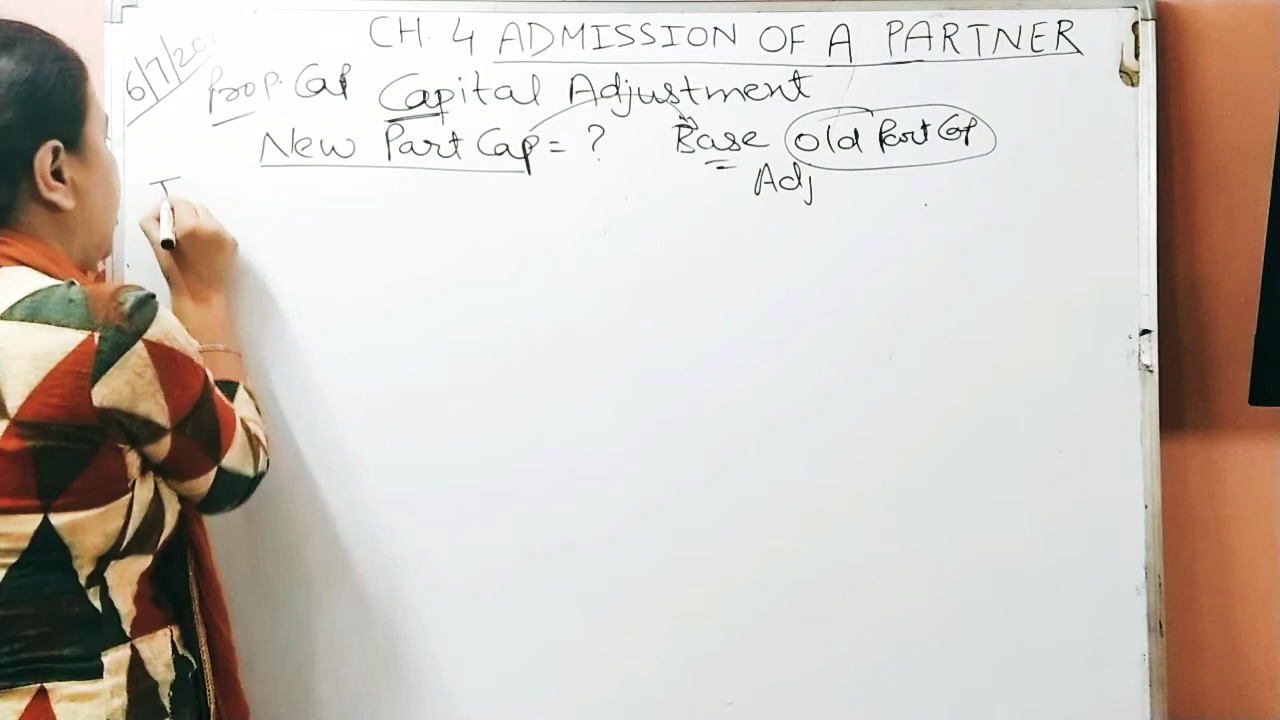 CH. 4 ADMISSION OF A PARTNER
6/7/20
Prop. Cap Capital Adjustment
New Part Cap = ? Base Old Part Cap
Adj
T